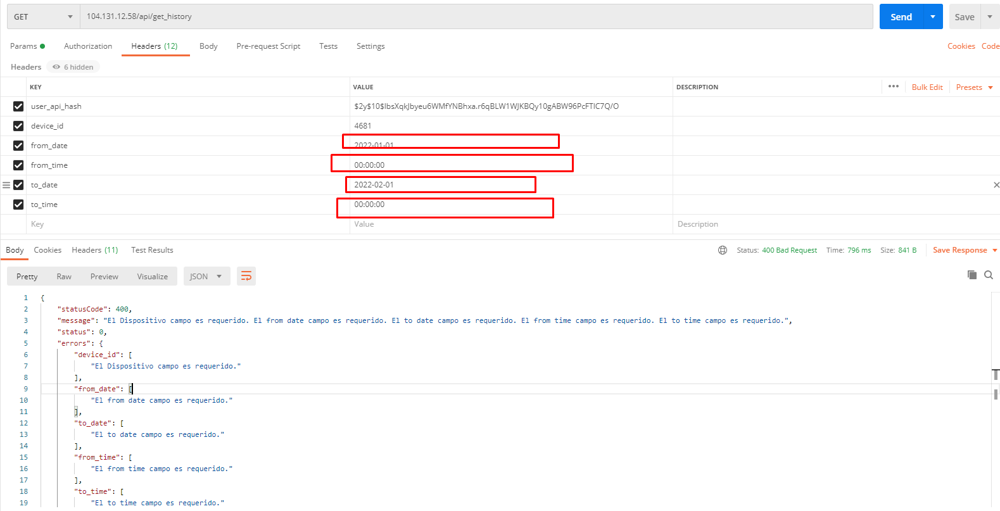 GET 104.131.12.58/api/get_history Send Save
Params Authorization Headers (12) Body Pre-request Script Tests Settings Cookies Code
Headers 6 hidden
KEY VALUE DESCRIPTION ••• Bulk Edit Presets
user_api_hash $2y$10$lbsXqkJbyeu6WMfYNBhxa.r6qBLW1WJKBQy10gABW96PcFTlC7Q/O
device_id 4681
from_date 2022-01-01
from_time 00:00:00
to_date 2022-02-01
to_time 00:00:00
Key Value Description
Body Cookies Headers (11) Test Results Status: 400 Bad Request Time: 796 ms Size: 841 B Save Response
Pretty Raw Preview Visualize JSON
1 {
2 "statusCode": 400,
3 "message": "El Dispositivo campo es requerido. El from date campo es requerido. El to date campo es requerido. El from time campo es requerido. El to time campo es requerido.",
4 "status": 0,
5 "errors": {
6 "device_id": [
7 "El Dispositivo campo es requerido."
8 ],
9 "from_date": [
10 "El from date campo es requerido."
11 ],
12 "to_date": [
13 "El to date campo es requerido."
14 ],
15 "from_time": [
16 "El from time campo es requerido."
17 ],
18 "to_time": [
19 "El to time campo es requerido."